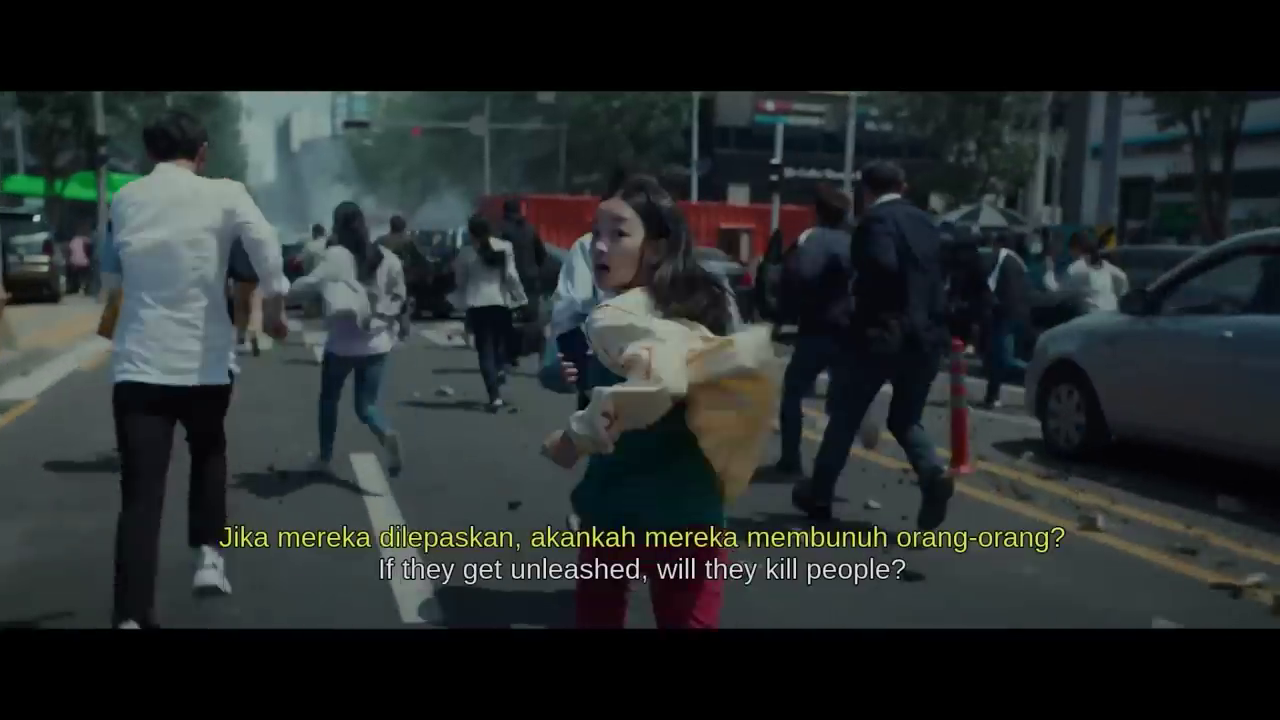 Jika mereka dilepaskan, akankah mereka membunuh orang-orang?
If they get unleashed, will they kill people?